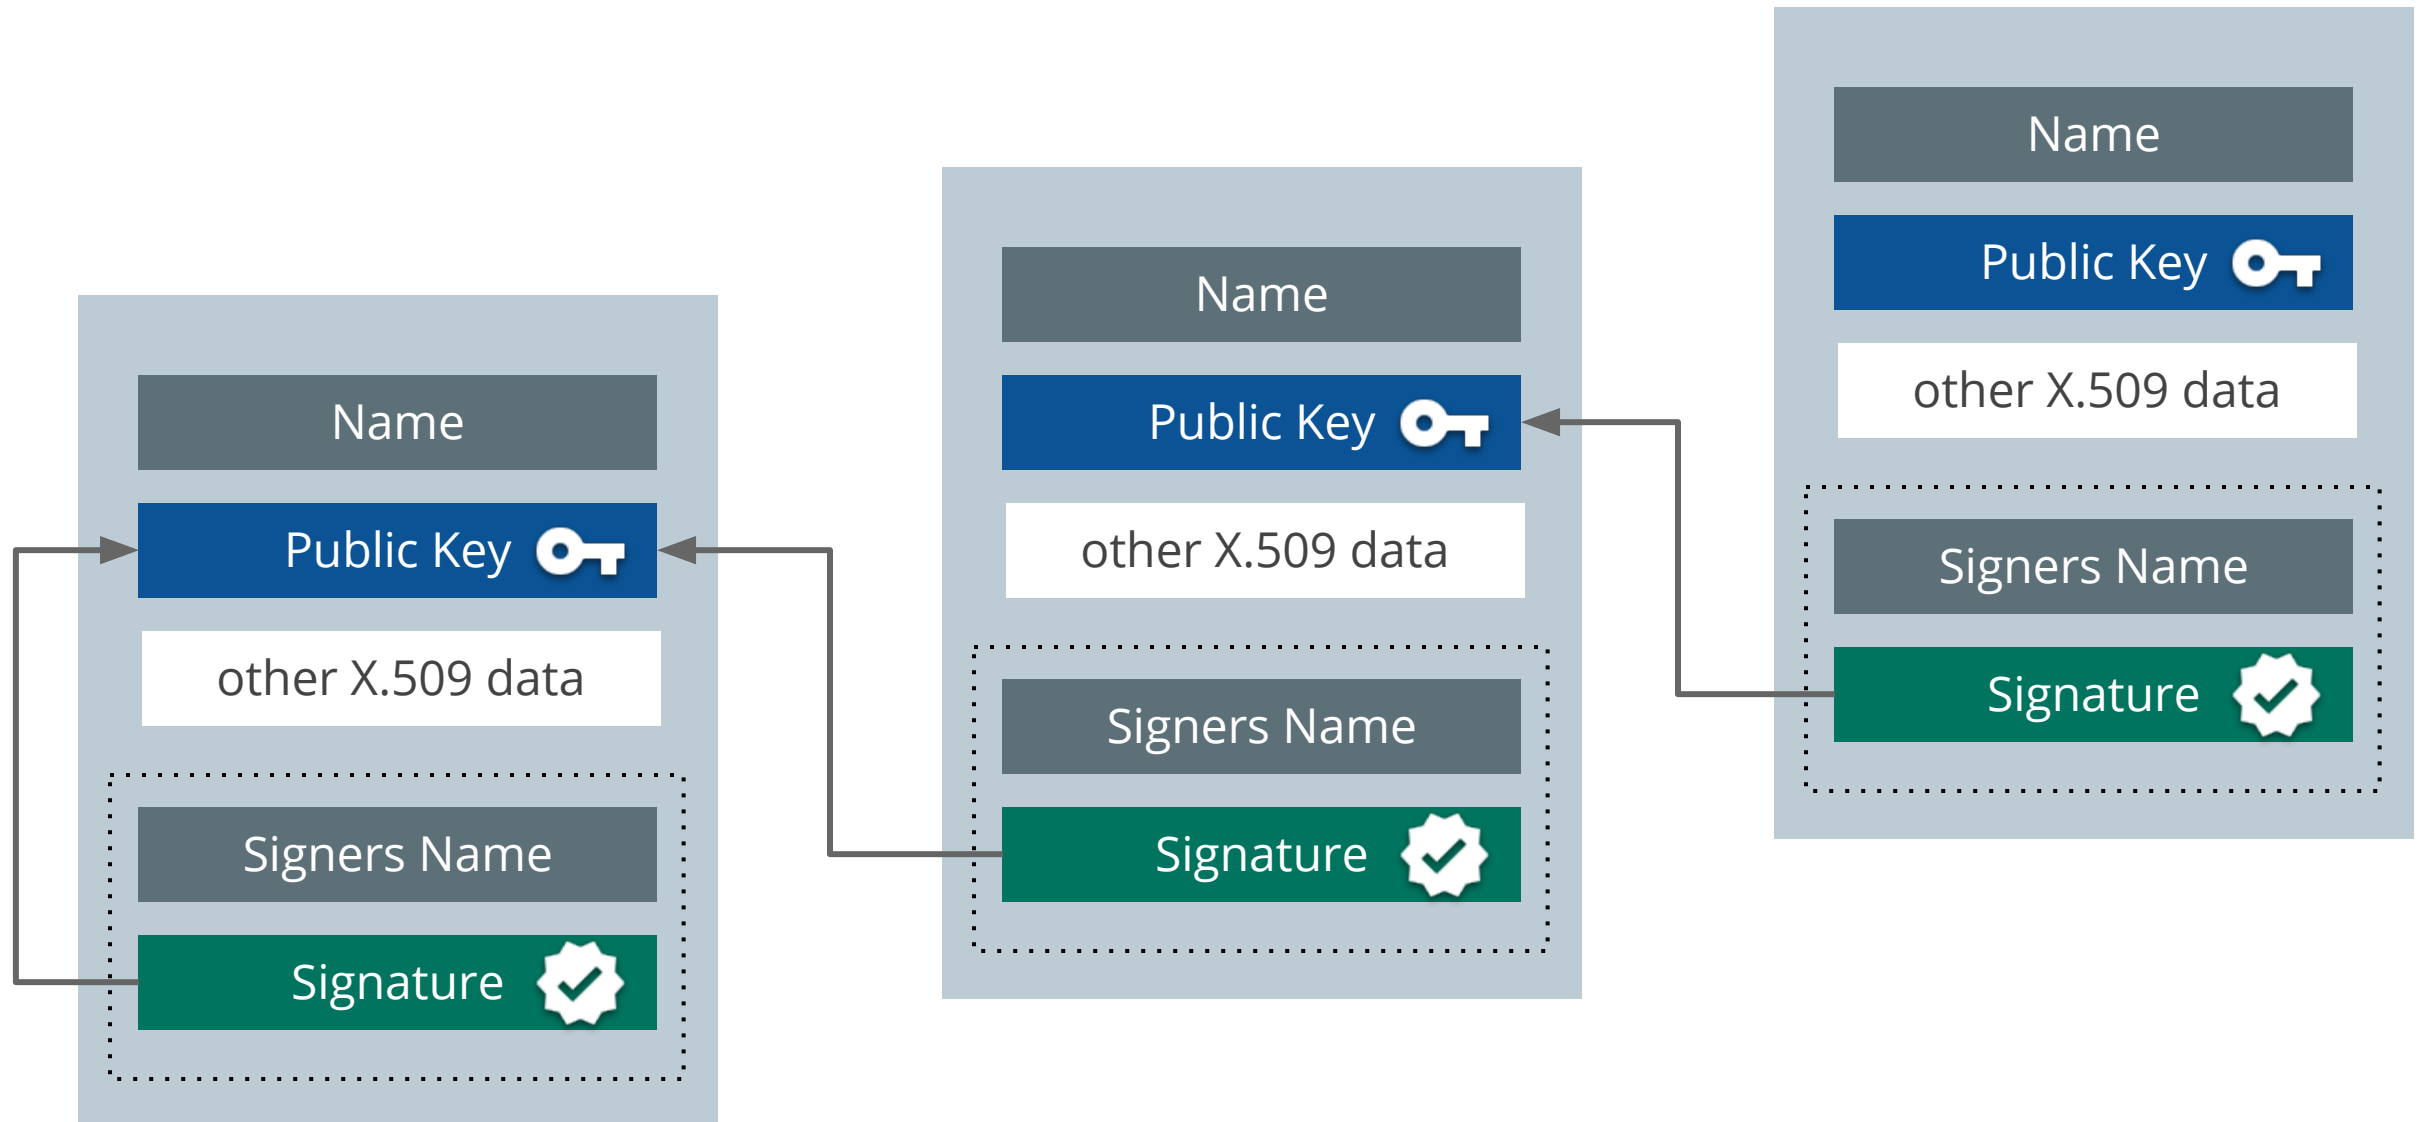 Name
Public Key
other X.509 data
Signers Name
Signature
Name
Public Key
other X.509 data
Signers Name
Signature
Name
Public Key
other X.509 data
Signers Name
Signature